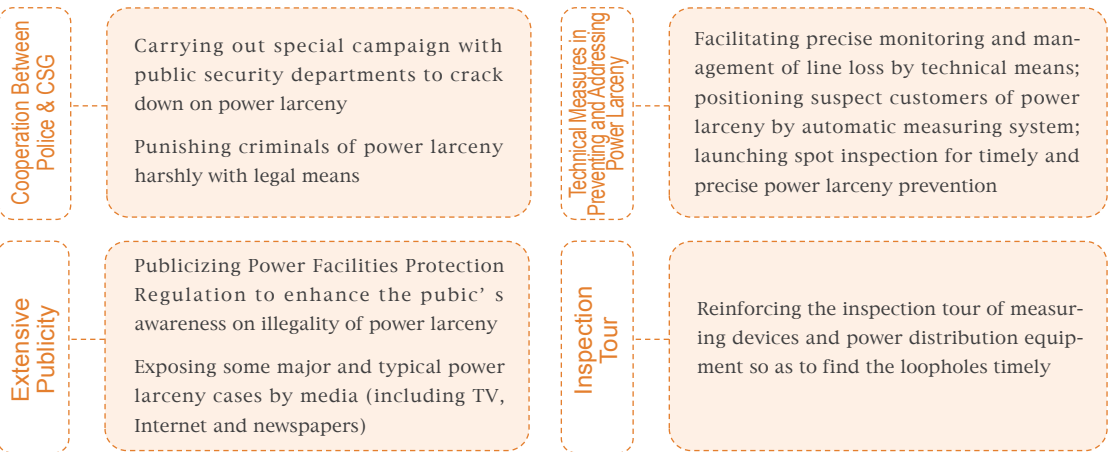 Cooperation Between
Police & CSG
Carrying out special campaign with
public security departments to crack
down on power larceny
Punishing criminals of power larceny
harshly with legal means
Technical Measures in
Preventing and Addressing
Power Larceny
Facilitating precise monitoring and man-
agement of line loss by technical means;
positioning suspect customers of power
larceny by automatic measuring system;
launching spot inspection for timely and
precise power larceny prevention
Extensive
Publicity
Publicizing Power Facilities Protection
Regulation to enhance the pubic’ s
awareness on illegality of power larceny
Exposing some major and typical power
larceny cases by media (including TV,
Internet and newspapers)
Inspection
Tour
Reinforcing the inspection tour of measur-
ing devices and power distribution equip-
ment so as to find the loopholes timely